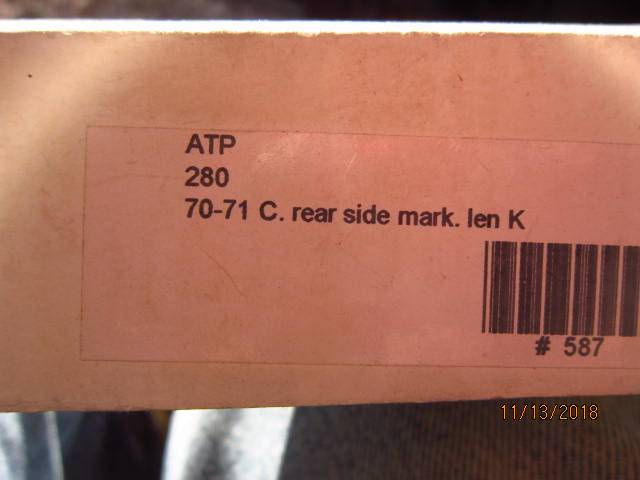 ATP
280
70-71 C. rear side mark. len K
# 587
11/13/2018